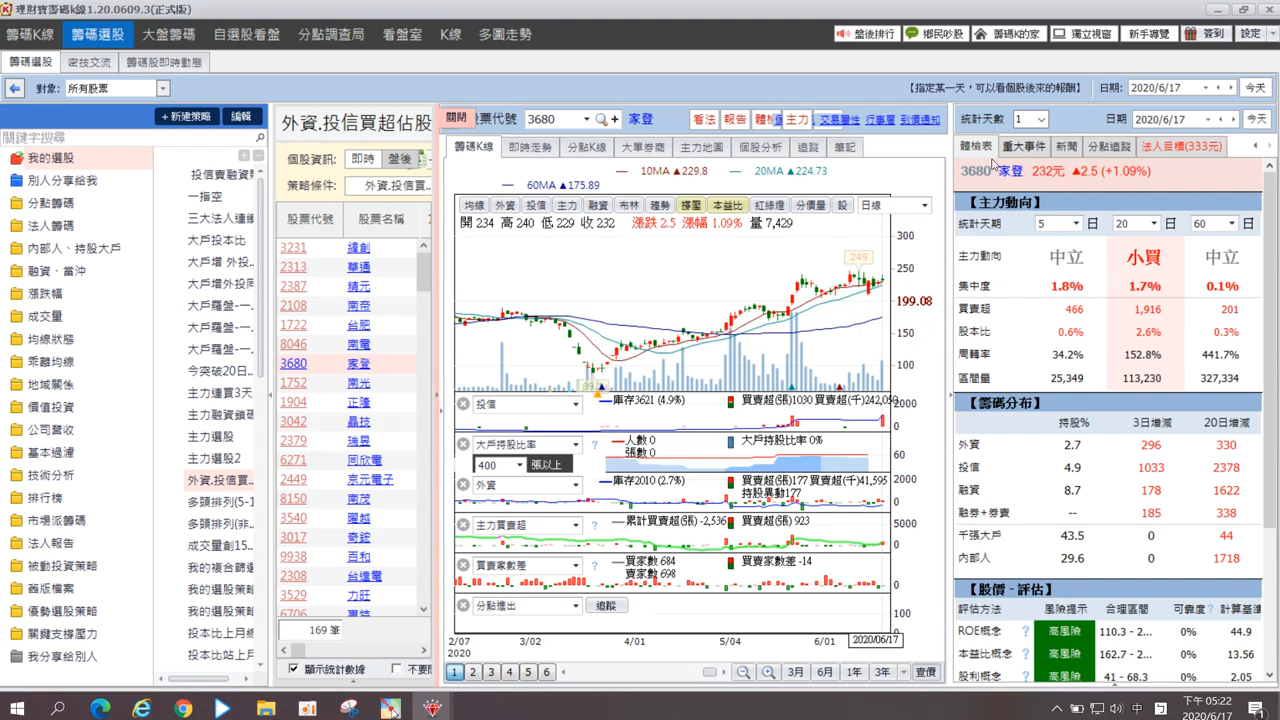 理財寶籌碼k線1.20.0609.3(正式版)
籌碼K線 籌碼選股 大盤籌碼 自選股看盤 分點調查局 看盤室 K線 多圖走勢 盤後排行 鄉民吵股 籌碼K的家 獨立視窗 新手導覽 簽到 設定
籌碼選股 密技交流 籌碼股即時動態
對象: 所有股票 【指定某一天，可以看個股後來的報酬】 日期: 2020/6/17 今天
+新建策略 編輯
關鍵字搜尋
我的選股
別人分享給我
分點籌碼
法人籌碼
內部人、持股大戶
融資、當沖
漲跌幅
成交量
均線狀態
乖離均線
地域關係
價值投資
公司營收
基本過濾
技術分析
排行榜
市場派籌碼
法人報告
被動投資策略
舊版檔案
優勢選股策略
關鍵支撐壓力
我分享給別人
投信賣融資
一指空
三大法人連
大戶投本比
大戶增 外投
大戶增外投同
大戶羅盤-一
大戶羅盤-一
今突破20日
主力連買3天
主力融資鎖
主力選股
主力選股2
外資.投信買...
多頭排列(5-1
多頭排列(非
成交量創15...
我的複合篩
我的選股策略
我的選股策略
投本比上月
投本比站上月
外資.投信買超佔股
個股資訊: 即時 盤後
策略條件: 外資.投信買...
股票代號 股票名稱
3231 緯創
2313 華通
2387 精元
2108 南帝
1722 台肥
8046 南電
3680 家登
1752 南光
1904 正隆
3042 晶技
2379 瑞昱
6271 同欣電
2449 京元電子
8150 南茂
3540 曜越
3017 奇鋐
9938 百和
2308 台達電
3529 力旺
6706 惠特
169 筆
顯示統計數線 不要
關閉 股票代號 3680 家登 看法 報告 體檢 主力 交易屬性 行事曆 到價通知
籌碼K線 即時走勢 分點K線 大單券商 主力地圖 個股分析 追蹤 筆記
10MA▲229.8 20MA▲224.73
60MA▲175.89
均線 外資 投信 主力 融資 布林 趨勢 撐壓 本益比 紅綠燈 分價量 設 日線
開 234 高 240 低 229 收 232 漲跌 2.5 漲幅 1.09% 量 7,429
300
250
249
199.08
150
100
投信 庫存3621 (4.9%) 買賣超(張)1030 買賣超(千)242,050
2000
0
大戶持股比率 ? 人數 0 大戶持股比率 0%
張數 0
400 張以上 60
外資 庫存2010 (2.7%) 買賣超(張)177 買賣超(千)41,595
持股異動177
2000
0
主力買賣超 ? 累計買賣超(張) -2,536 買賣超(張) 923
5000
0
買賣家數差 ? 買家數 684 買賣家數差 -14
賣家數 698
0
分點進出 追蹤 100
0
2/07 3/02 4/01 5/04 6/01 2020/06/17
2020
1 2 3 4 5 6 3月 6月 1年 3年 查價
統計天數 1 日期 2020/6/17 今天
體檢表 重大事件 新聞 分點追蹤 法人目標(333元)
3680 家登 232元 ▲2.5 (+1.09%)
【主力動向】
統計天期 5 日 20 日 60 日
主力動向 中立 小買 中立
集中度 1.8% 1.7% 0.1%
買賣超 466 1,916 201
股本比 0.6% 2.6% 0.3%
周轉率 34.2% 152.8% 441.7%
區間量 25,349 113,230 327,334
【籌碼分布】
持股% 3日增減 20日增減
外資 2.7 296 330
投信 4.9 1033 2378
融資 8.7 178 1622
融券+券賣 -- 185 338
千張大戶 43.5 0 44
內部人 29.6 0 1718
【股價-評估】
評估方法 風險提示 合理區間 可靠度? 計算基準
ROE概念 ? 高風險 110.3 - 2... 0% 44.9
本益比概念 ? 高風險 162.7 - 2... 0% 13.56
股利概念 ? 高風險 41 - 68.3 0% 2.05
中 下午 05:22
2020/6/17